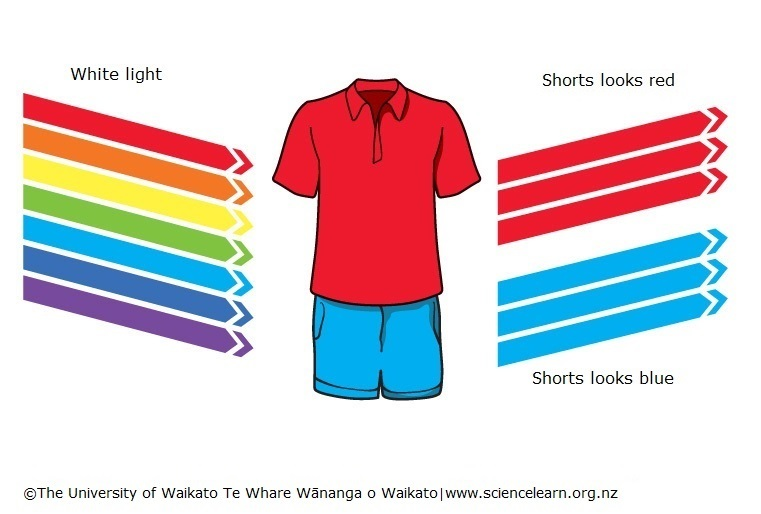 White light
Shorts looks red
Shorts looks blue
©The University of Waikato Te Whare Wānanga o Waikato|www.sciencelearn.org.nz